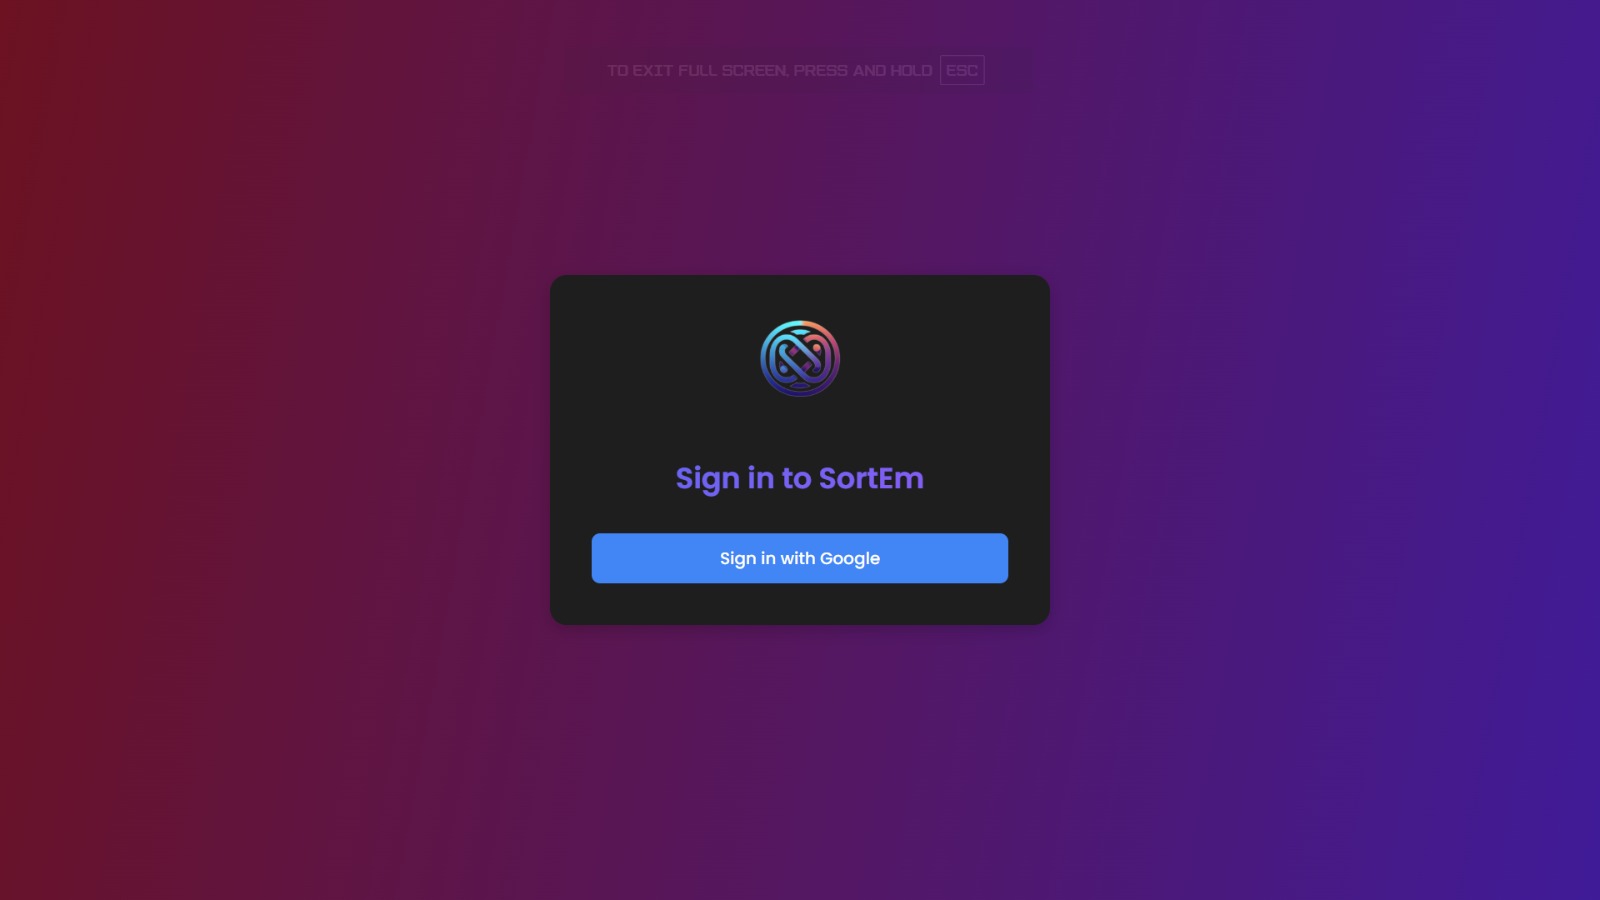 TO EXIT FULL SCREEN, PRESS AND HOLD ESC
Sign in to SortEm
Sign in with Google